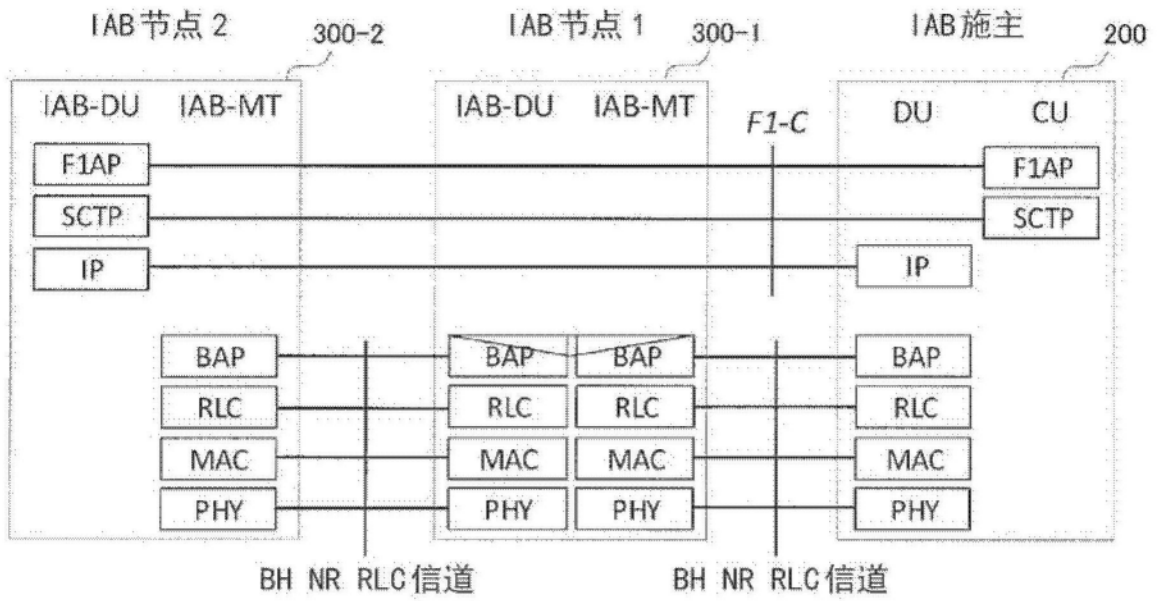 IAB节点2 300-2 IAB节点1 300-1 IAB施主 200
IAB-DU IAB-MT IAB-DU IAB-MT F1-C DU CU
F1AP F1AP
SCTP SCTP
IP IP
BAP BAP BAP BAP
RLC RLC RLC RLC
MAC MAC MAC MAC
PHY PHY PHY PHY
BH NR RLC信道 BH NR RLC信道